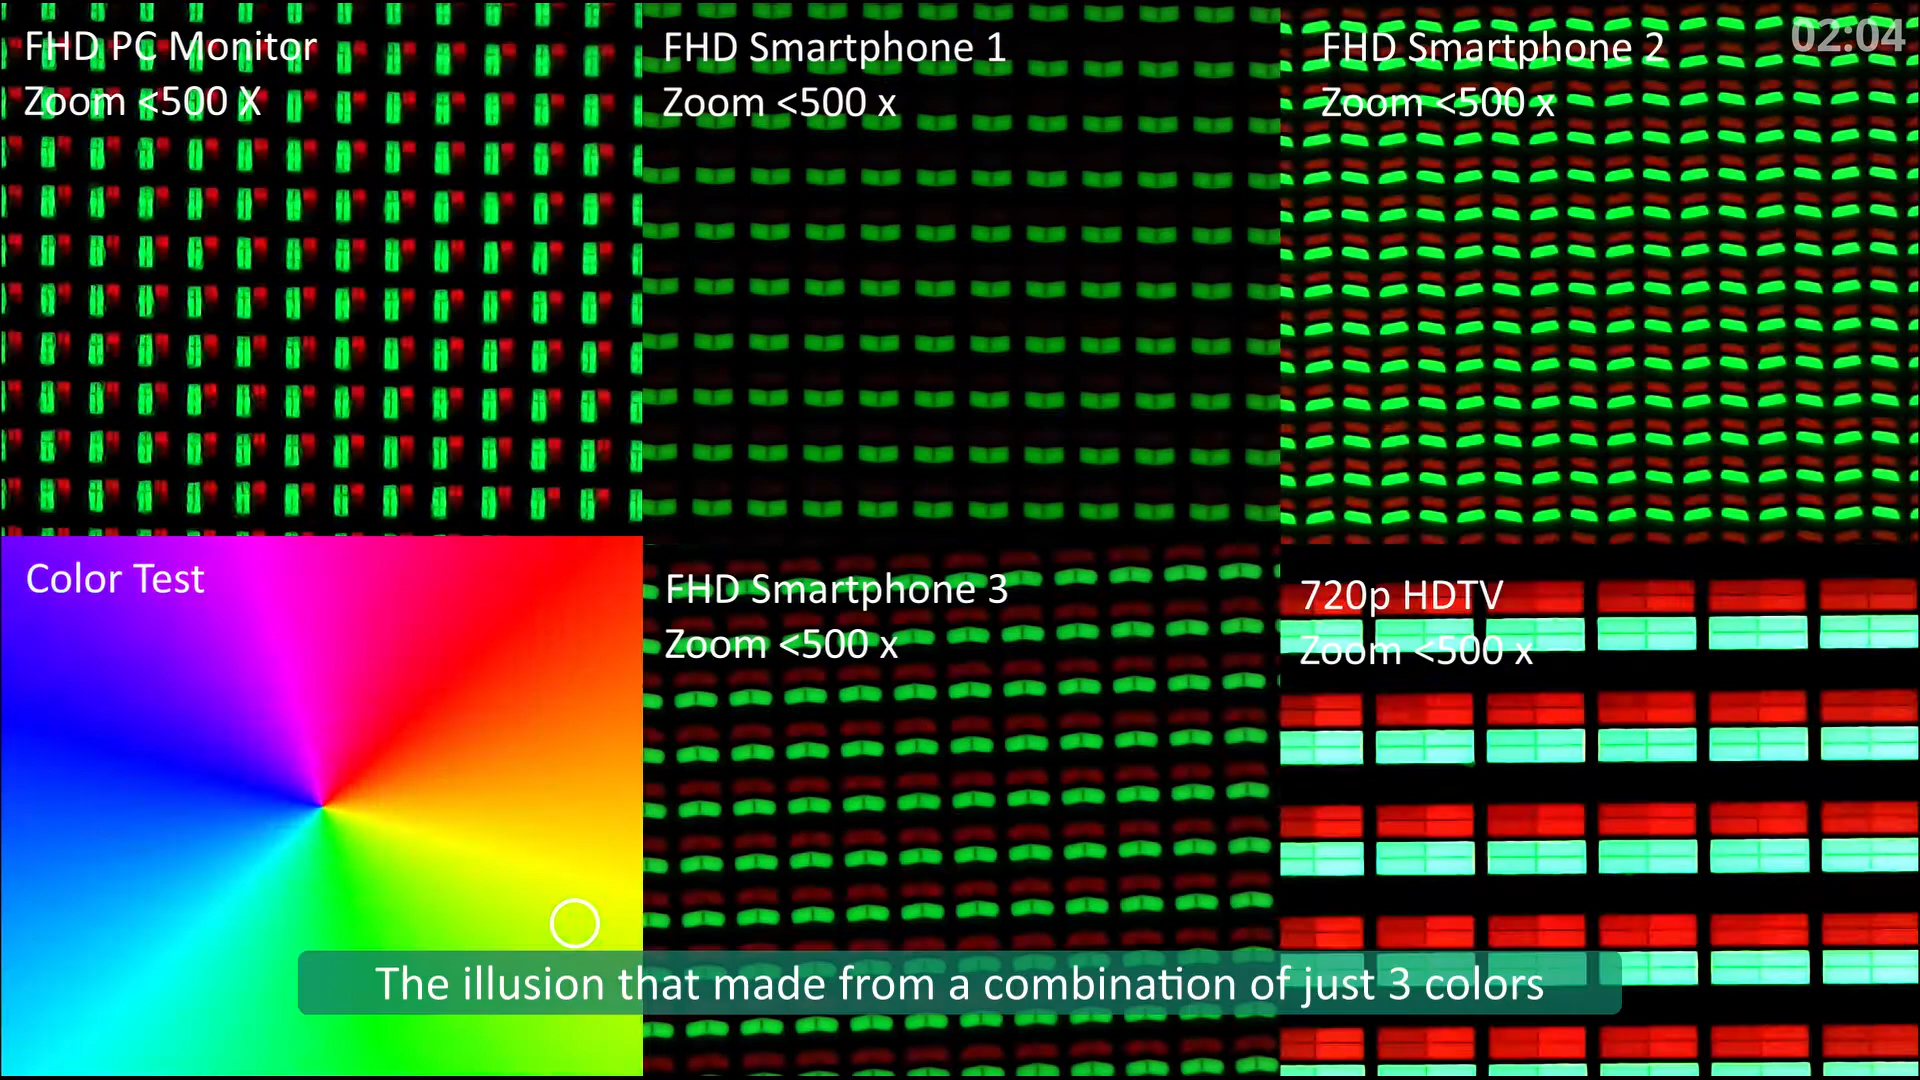 FHD PC Monitor
Zoom <500 X
FHD Smartphone 1
Zoom <500 x
FHD Smartphone 2
Zoom <500 x
02:04
Color Test
FHD Smartphone 3
Zoom <500 x
720p HDTV
Zoom <500 x
The illusion that made from a combination of just 3 colors